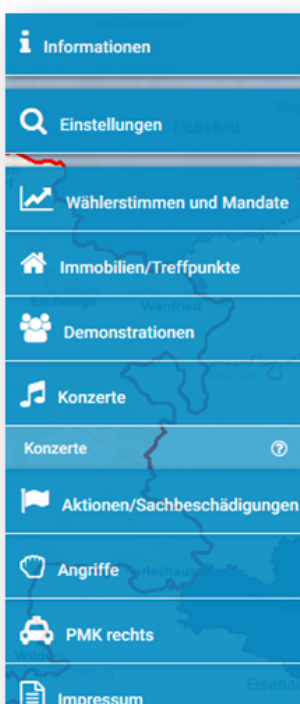 Informationen
Einstellungen
Eichsfeld
Wählerstimmen und Mandate
Immobilien/Treffpunkte
Eschwege
Wanfried
Demonstrationen
Konzerte
Konzerte
Aktionen/Sachbeschädigungen
Angriffe
PMK rechts
Impressum